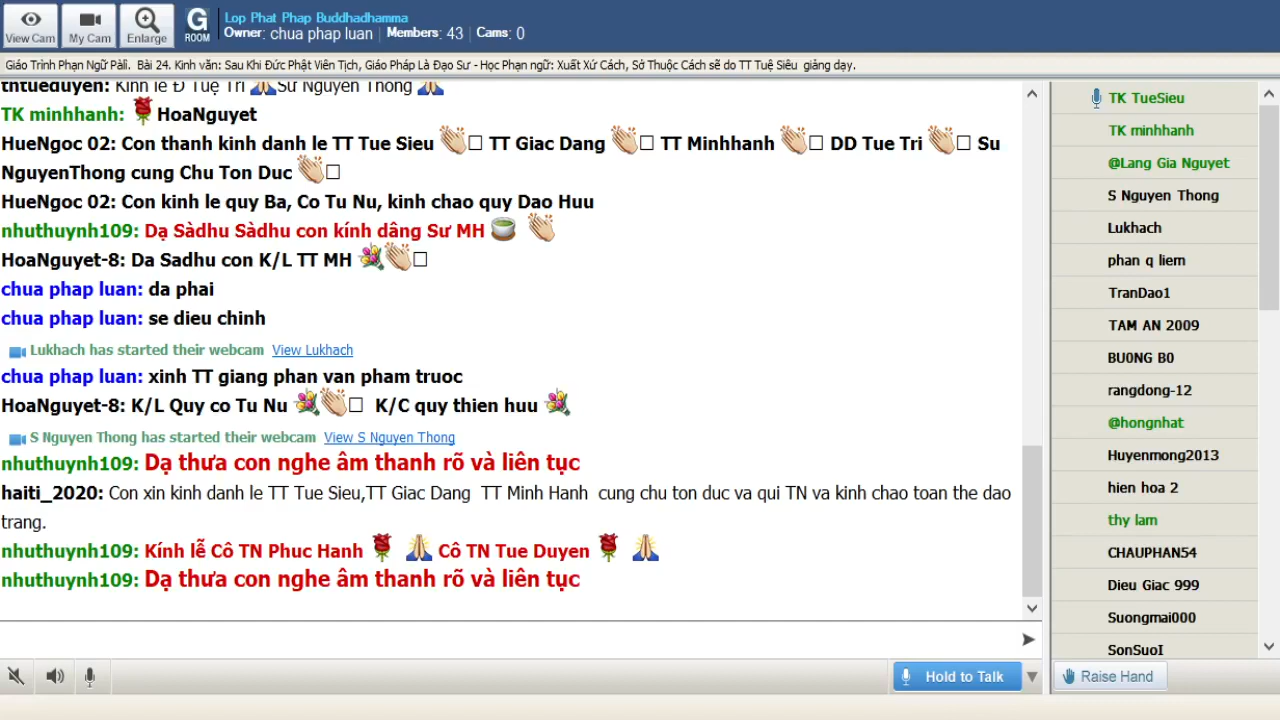 View Cam
My Cam
Enlarge
G ROOM
Lop Phat Phap Buddhadhamma
Owner: chua phap luan | Members: 43 | Cams: 0
Giáo Trình Phạn Ngữ Pàli. Bài 24. Kinh văn: Sau Khi Đức Phật Viên Tịch, Giáo Pháp Là Đạo Sư - Học Phạn ngữ: Xuất Xứ Cách, Sở Thuộc Cách sẽ do TT Tuệ Siêu giảng dạy.
thtueduyen: Kính lễ Đ Tuệ Tri 🙏Sư Nguyên Thông 🙏
TK minhhanh: 🌹HoaNguyet
HueNgoc 02: Con thanh kinh danh le TT Tue Sieu 👏□ TT Giac Dang 👏□ TT Minhhanh 👏□ DD Tue Tri 👏□ Su
NguyenThong cung Chu Ton Duc 👏□
HueNgoc 02: Con kinh le quy Ba, Co Tu Nu, kinh chao quy Dao Huu
nhuthuynh109: Dạ Sàdhu Sàdhu con kính dâng Sư MH 🍵 👏
HoaNguyet-8: Da Sadhu con K/L TT MH 💐👏□
chua phap luan: da phai
chua phap luan: se dieu chinh
Lukhach has started their webcam View Lukhach
chua phap luan: xinh TT giang phan van pham truoc
HoaNguyet-8: K/L Quy co Tu Nu 💐👏□ K/C quy thien huu 💐
S Nguyen Thong has started their webcam View S Nguyen Thong
nhuthuynh109: Dạ thưa con nghe âm thanh rõ và liên tục
haiti_2020: Con xin kinh danh le TT Tue Sieu,TT Giac Dang TT Minh Hanh cung chu ton duc va qui TN va kinh chao toan the dao
trang.
nhuthuynh109: Kính lễ Cô TN Phuc Hanh 🌹 🙏 Cô TN Tue Duyen 🌹 🙏
nhuthuynh109: Dạ thưa con nghe âm thanh rõ và liên tục
Hold to Talk
TK TueSieu
TK minhhanh
@Lang Gia Nguyet
S Nguyen Thong
Lukhach
phan q liem
TranDao1
TAM AN 2009
BU0NG B0
rangdong-12
@hongnhat
Huyenmong2013
hien hoa 2
thy lam
CHAUPHAN54
Dieu Giac 999
Suongmai000
SonSuoI
Raise Hand